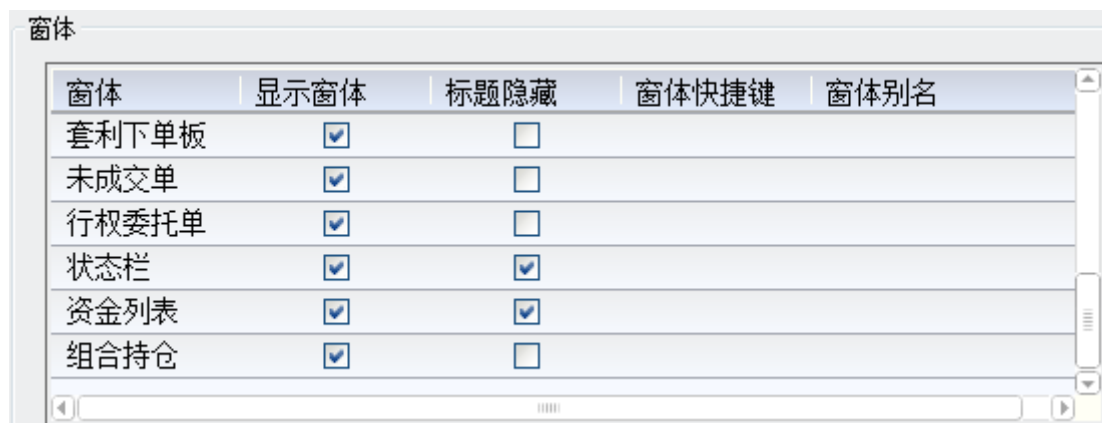 窗体
窗体 显示窗体 标题隐藏 窗体快捷键 窗体别名
套利下单板
未成交单
行权委托单
状态栏
资金列表
组合持仓